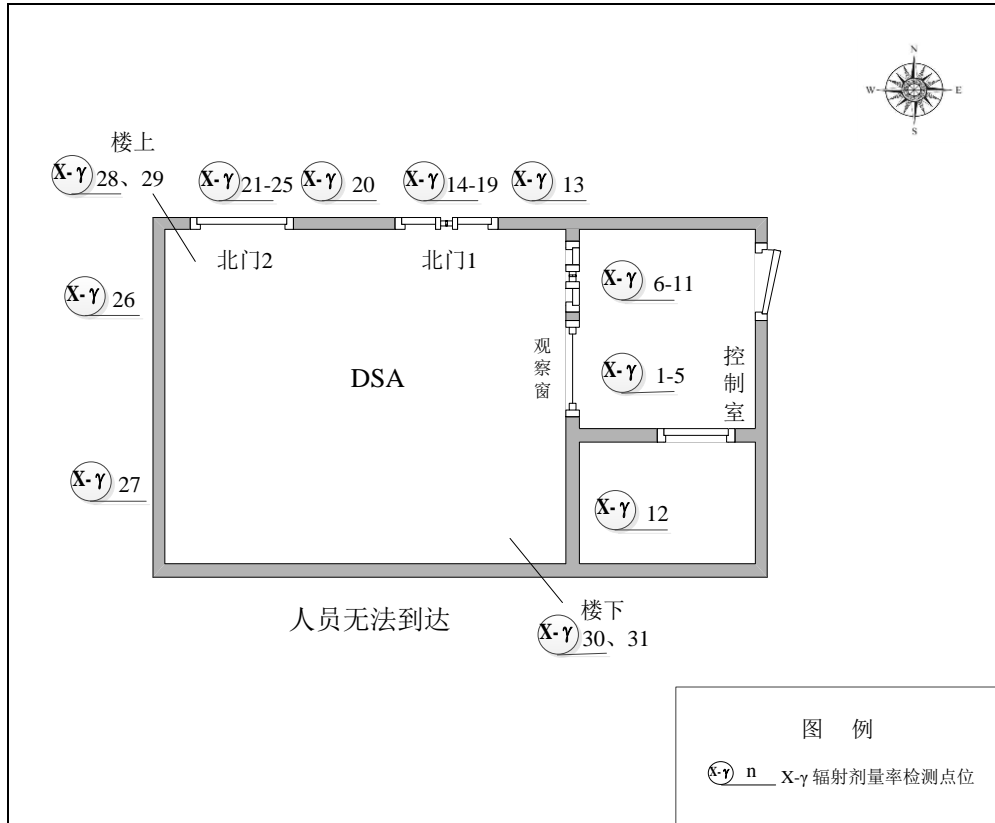 N
W E
S
楼上
X-γ 28、29
X-γ 21-25
X-γ 20
X-γ 14-19
X-γ 13
北门2
北门1
X-γ 26
X-γ 6-11
观察窗
DSA
X-γ 1-5
控制室
X-γ 27
X-γ 12
人员无法到达
楼下
X-γ 30、31
图 例
X-γ n X-γ 辐射剂量率检测点位